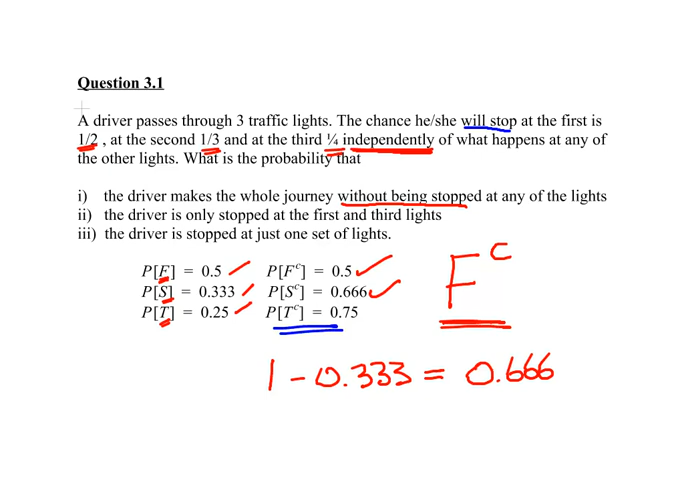 Question 3.1
A driver passes through 3 traffic lights. The chance he/she will stop at the first is
1/2 , at the second 1/3 and at the third ¼ independently of what happens at any of
the other lights. What is the probability that
i) the driver makes the whole journey without being stopped at any of the lights
ii) the driver is only stopped at the first and third lights
iii) the driver is stopped at just one set of lights.
P[F] = 0.5 P[Fᶜ] = 0.5
P[S] = 0.333 P[Sᶜ] = 0.666
P[T] = 0.25 P[Tᶜ] = 0.75
Fᶜ
1 - 0.333 = 0.666